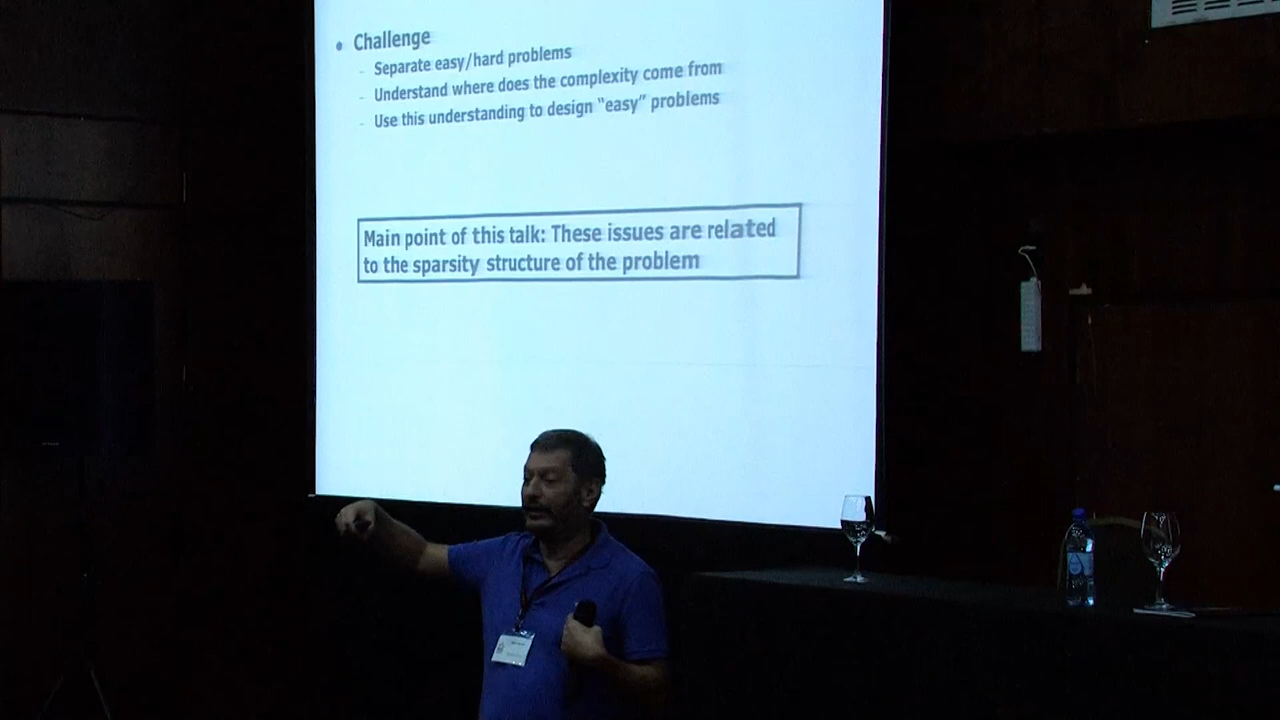 • Challenge
- Separate easy/hard problems
- Understand where does the complexity come from
- Use this understanding to design “easy” problems
Main point of this talk: These issues are related
to the sparsity structure of the problem